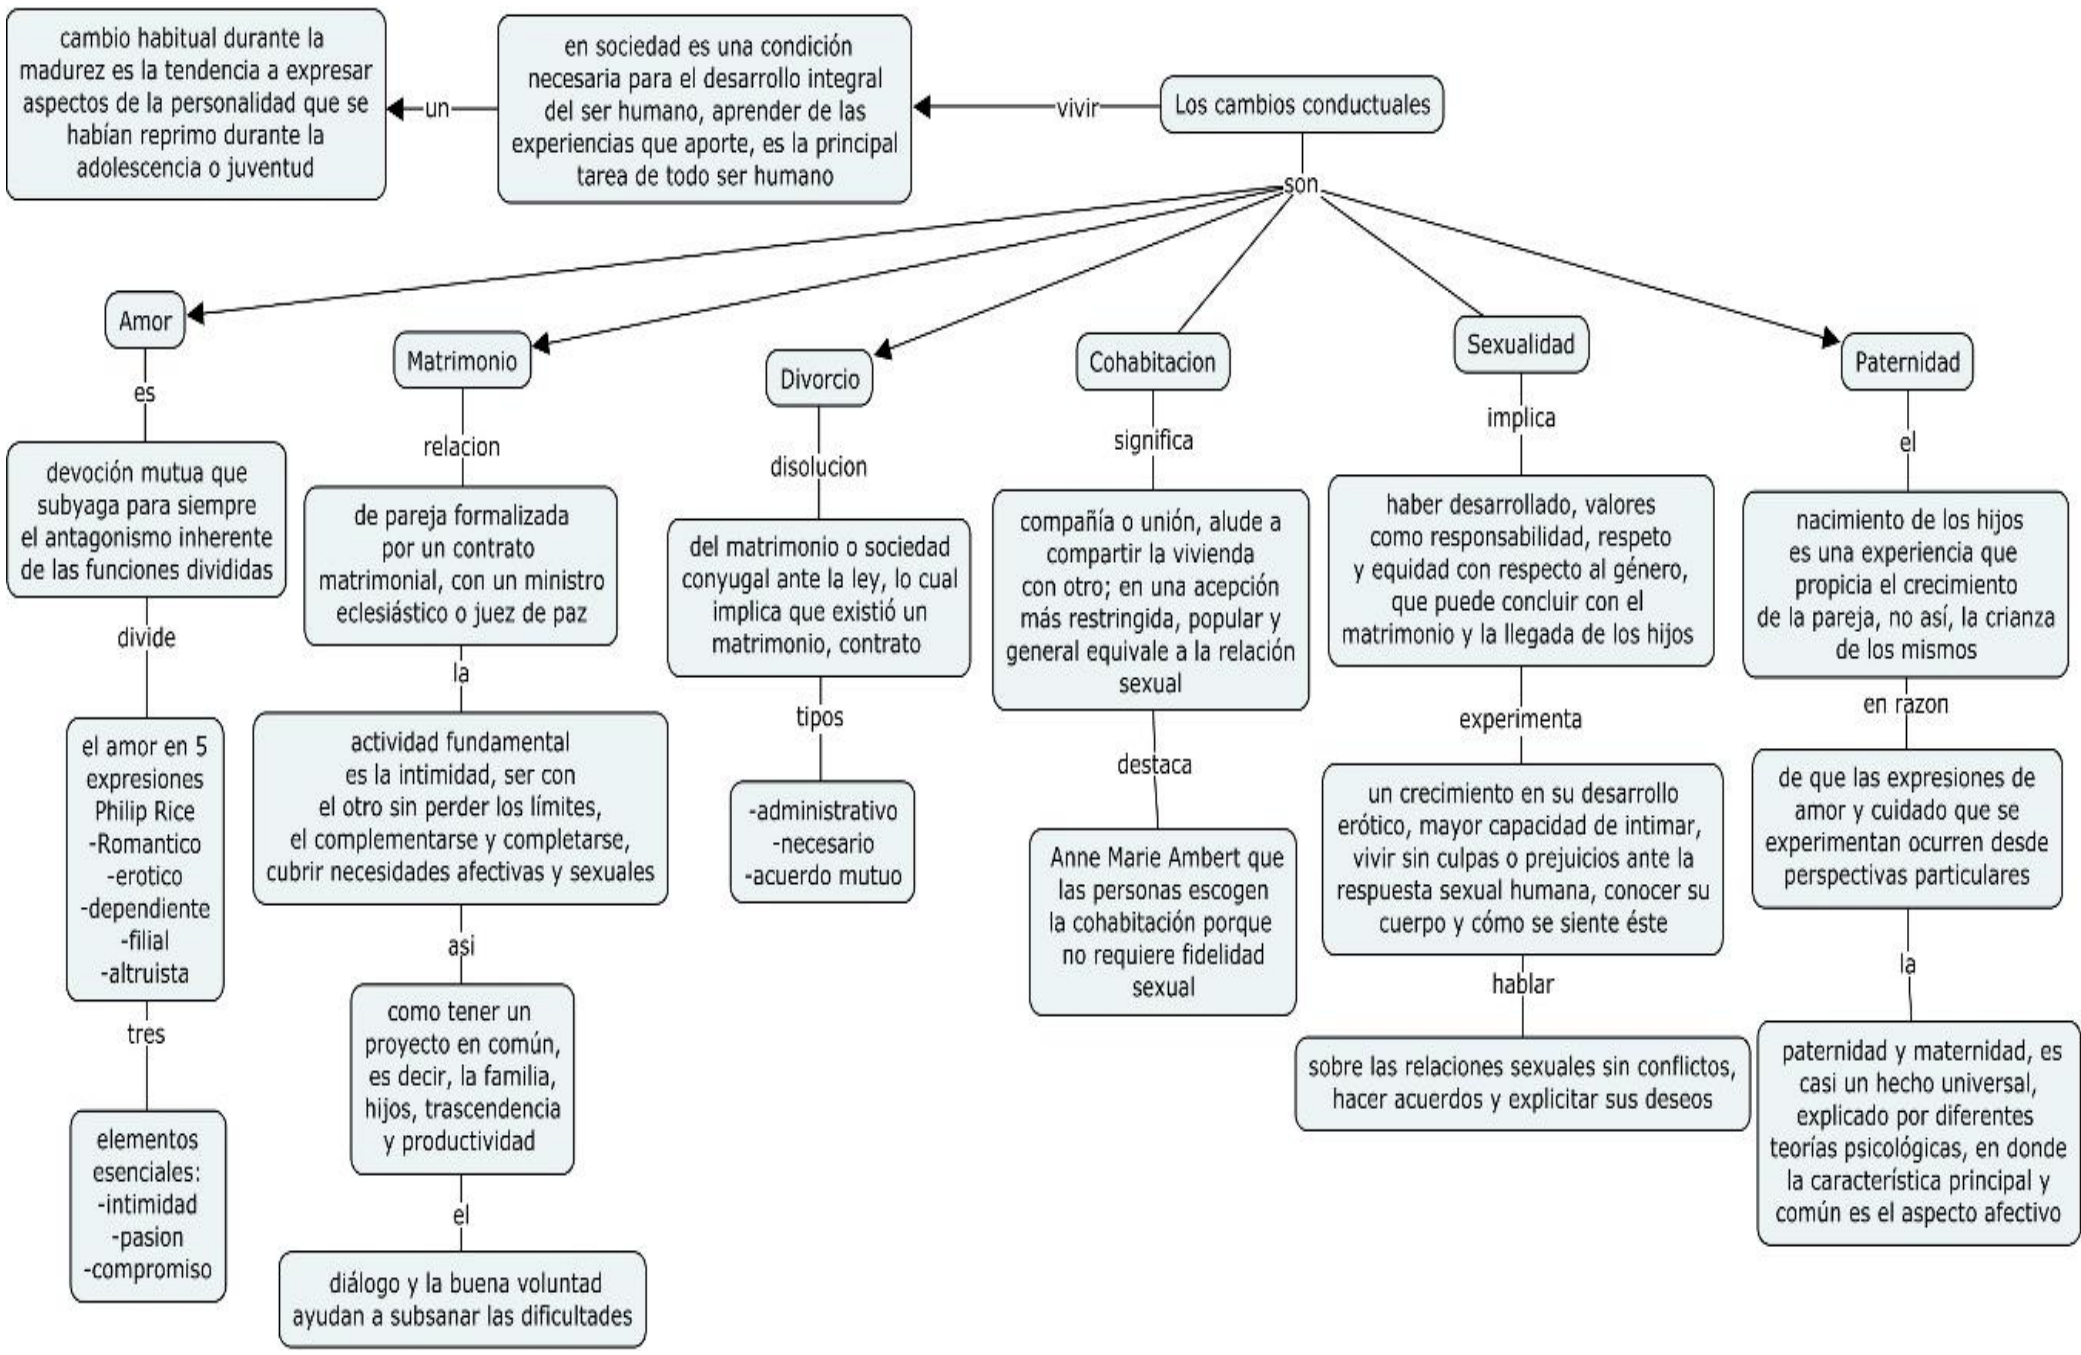 cambio habitual durante la
madurez es la tendencia a expresar
aspectos de la personalidad que se
habían reprimo durante la
adolescencia o juventud
un
en sociedad es una condición
necesaria para el desarrollo integral
del ser humano, aprender de las
experiencias que aporte, es la principal
tarea de todo ser humano
vivir
Los cambios conductuales
son
Amor
es
devoción mutua que
subyaga para siempre
el antagonismo inherente
de las funciones divididas
divide
el amor en 5
expresiones
Philip Rice
-Romantico
-erotico
-dependiente
-filial
-altruista
tres
elementos
esenciales:
-intimidad
-pasion
-compromiso
Matrimonio
relacion
de pareja formalizada
por un contrato
matrimonial, con un ministro
eclesiástico o juez de paz
la
actividad fundamental
es la intimidad, ser con
el otro sin perder los límites,
el complementarse y completarse,
cubrir necesidades afectivas y sexuales
asi
como tener un
proyecto en común,
es decir, la familia,
hijos, trascendencia
y productividad
el
diálogo y la buena voluntad
ayudan a subsanar las dificultades
Divorcio
disolucion
del matrimonio o sociedad
conyugal ante la ley, lo cual
implica que existió un
matrimonio, contrato
tipos
-administrativo
-necesario
-acuerdo mutuo
Cohabitacion
significa
compañía o unión, alude a
compartir la vivienda
con otro; en una acepción
más restringida, popular y
general equivale a la relación
sexual
destaca
Anne Marie Ambert que
las personas escogen
la cohabitación porque
no requiere fidelidad
sexual
Sexualidad
implica
haber desarrollado, valores
como responsabilidad, respeto
y equidad con respecto al género,
que puede concluir con el
matrimonio y la llegada de los hijos
experimenta
un crecimiento en su desarrollo
erótico, mayor capacidad de intimar,
vivir sin culpas o prejuicios ante la
respuesta sexual humana, conocer su
cuerpo y cómo se siente éste
hablar
sobre las relaciones sexuales sin conflictos,
hacer acuerdos y explicitar sus deseos
Paternidad
el
nacimiento de los hijos
es una experiencia que
propicia el crecimiento
de la pareja, no así, la crianza
de los mismos
en razon
de que las expresiones de
amor y cuidado que se
experimentan ocurren desde
perspectivas particulares
la
paternidad y maternidad, es
casi un hecho universal,
explicado por diferentes
teorías psicológicas, en donde
la característica principal y
común es el aspecto afectivo